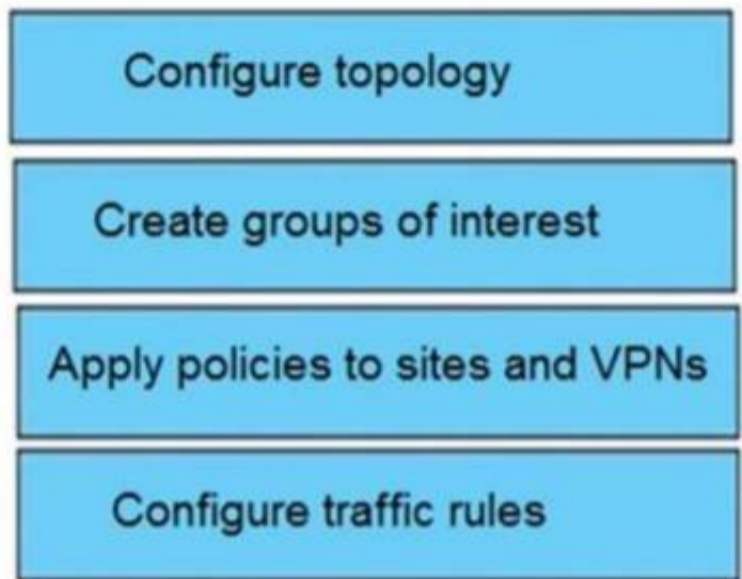 Configure topology
Create groups of interest
Apply policies to sites and VPNs
Configure traffic rules